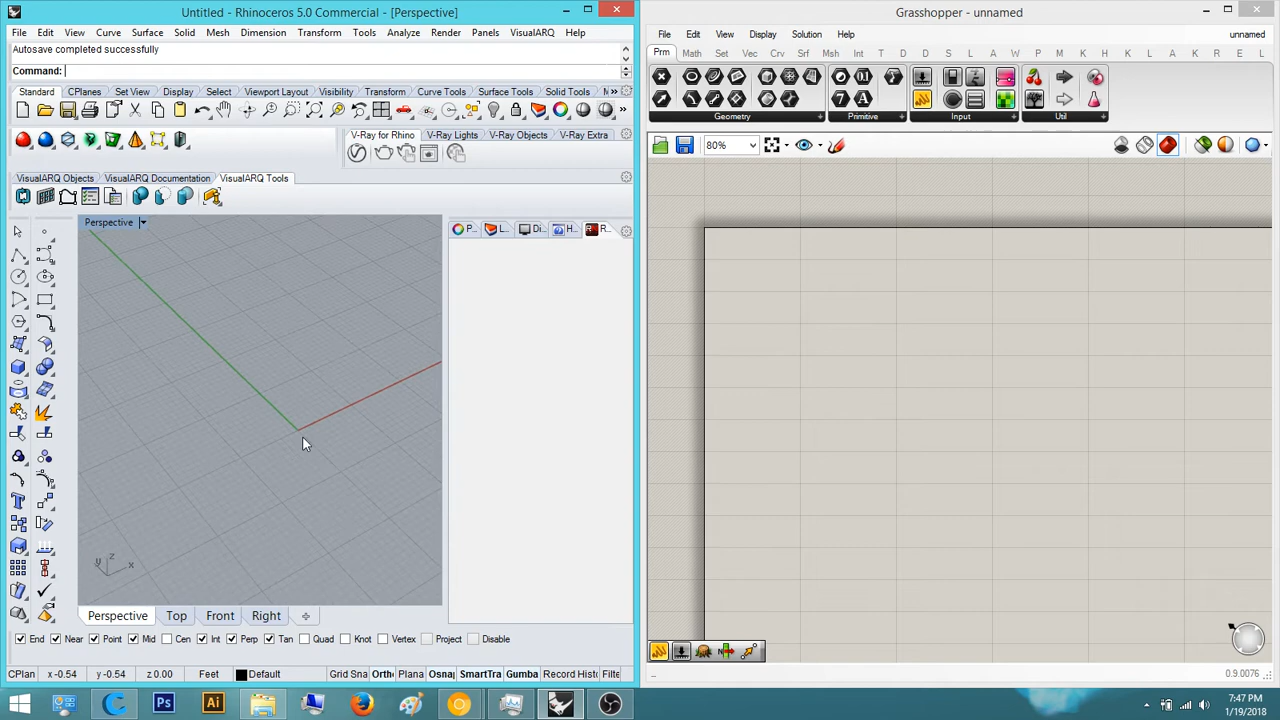 Untitled - Rhinoceros 5.0 Commercial - [Perspective]
File Edit View Curve Surface Solid Mesh Dimension Transform Tools Analyze Render Panels VisualARQ Help
Autosave completed successfully
Command:
Standard CPlanes Set View Display Select Viewport Layout Visibility Transform Curve Tools Surface Tools Solid Tools M
V-Ray for Rhino V-Ray Lights V-Ray Objects V-Ray Extra
VisualARQ Objects VisualARQ Documentation VisualARQ Tools
Perspective
P... L... Di... H... R...
z
y x
Perspective Top Front Right
End Near Point Mid Cen Int Perp Tan Quad Knot Vertex Project Disable
CPlan x -0.54 y -0.54 z 0.00 Feet Default Grid Sna Ortho Plana Osnap SmartTra Gumba Record Histo Filte
Grasshopper - unnamed
File Edit View Display Solution Help unnamed
Prm Math Set Vec Crv Srf Msh Int T D D S L A W P M K H K A K R E L
Geometry Primitive Input Util
80%
0.9.0076
7:47 PM
1/19/2018